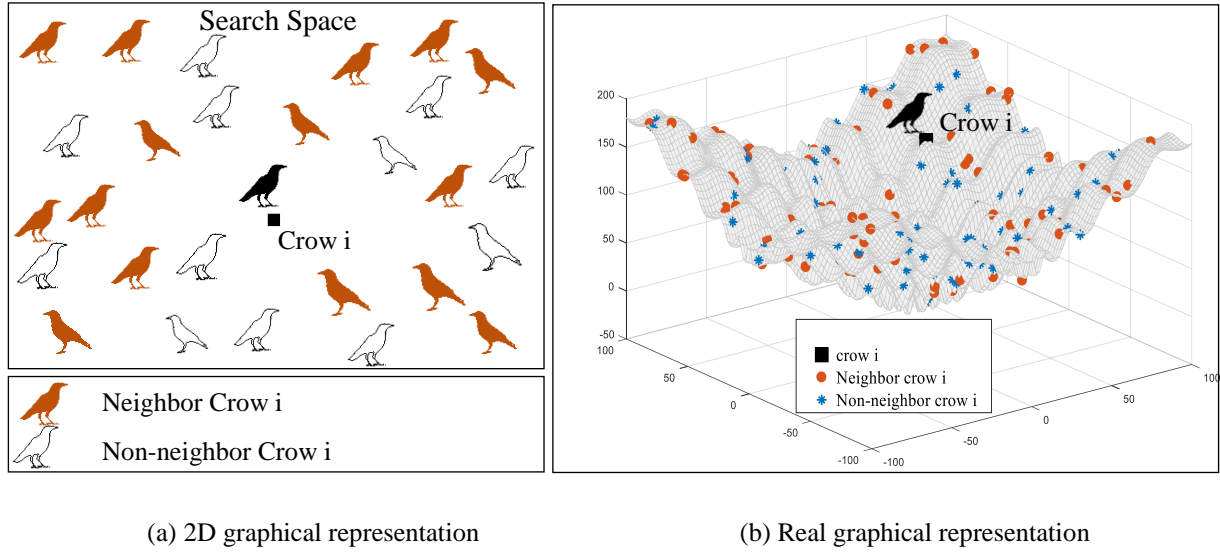 Search Space
Crow i
Neighbor Crow i
Non-neighbor Crow i
(a) 2D graphical representation
200
150
100
50
0
-50
100
50
0
-50
-100
-100
-50
0
50
100
Crow i
crow i
Neighbor crow i
Non-neighbor crow i
(b) Real graphical representation